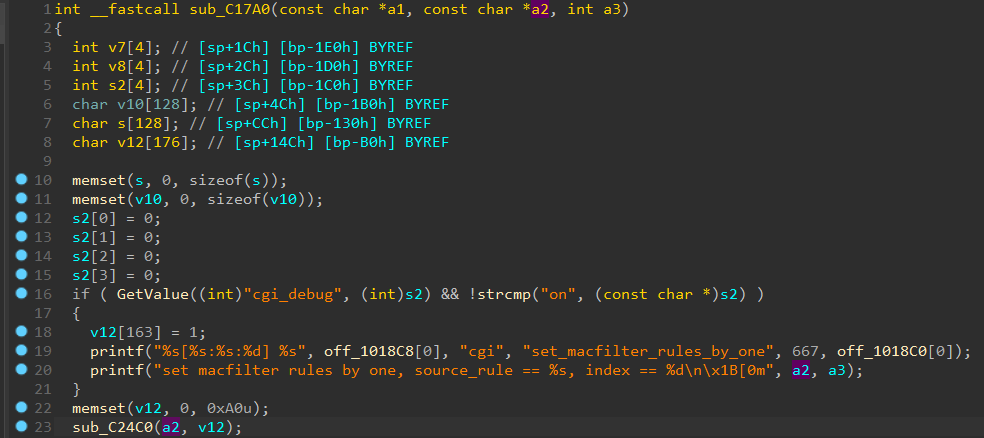 1 int __fastcall sub_C17A0(const char *a1, const char *a2, int a3)
2 {
3 int v7[4]; // [sp+1Ch] [bp-1E0h] BYREF
4 int v8[4]; // [sp+2Ch] [bp-1D0h] BYREF
5 int s2[4]; // [sp+3Ch] [bp-1C0h] BYREF
6 char v10[128]; // [sp+4Ch] [bp-1B0h] BYREF
7 char s[128]; // [sp+CCh] [bp-130h] BYREF
8 char v12[176]; // [sp+14Ch] [bp-B0h] BYREF
9
10 memset(s, 0, sizeof(s));
11 memset(v10, 0, sizeof(v10));
12 s2[0] = 0;
13 s2[1] = 0;
14 s2[2] = 0;
15 s2[3] = 0;
16 if ( GetValue((int)"cgi_debug", (int)s2) && !strcmp("on", (const char *)s2) )
17 {
18 v12[163] = 1;
19 printf("%s[%s:%s:%d] %s", off_1018C8[0], "cgi", "set_macfilter_rules_by_one", 667, off_1018C0[0]);
20 printf("set macfilter rules by one, source_rule == %s, index == %d\n\x1B[0m", a2, a3);
21 }
22 memset(v12, 0, 0xA0u);
23 sub_C24C0(a2, v12);